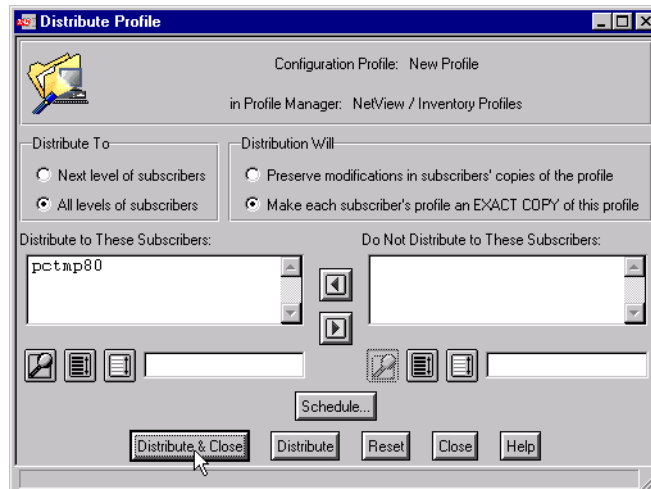 Distribute Profile
Configuration Profile: New Profile
in Profile Manager: NetView / Inventory Profiles
Distribute To
Next level of subscribers
All levels of subscribers
Distribution Will
Preserve modifications in subscribers' copies of the profile
Make each subscriber's profile an EXACT COPY of this profile
Distribute to These Subscribers:
pctmp80
Do Not Distribute to These Subscribers:
Schedule...
Distribute & Close
Distribute
Reset
Close
Help